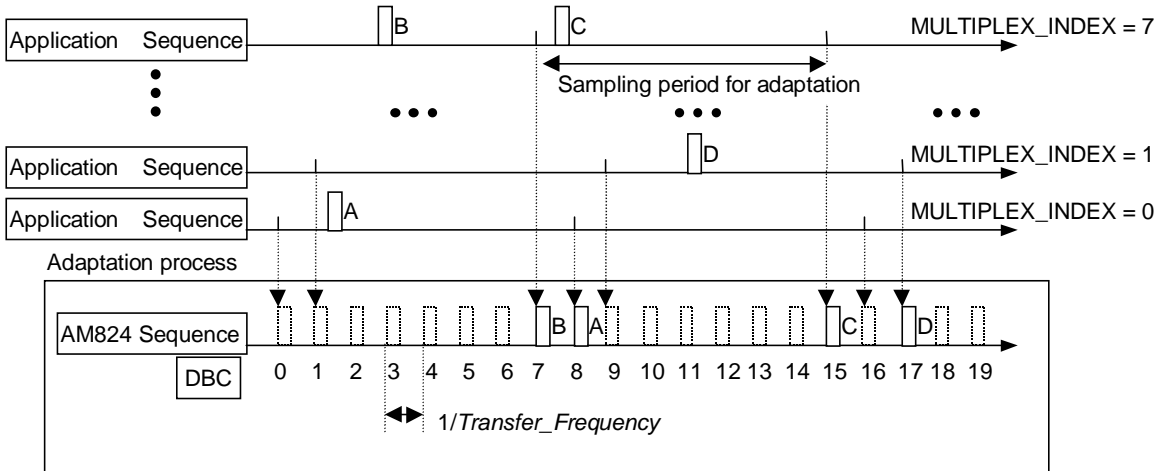 B
C
MULTIPLEX_INDEX = 7
Application Sequence
Sampling period for adaptation
D
MULTIPLEX_INDEX = 1
Application Sequence
A
MULTIPLEX_INDEX = 0
Application Sequence
Adaptation process
AM824 Sequence
B
A
C
D
DBC
0 1 2 3 4 5 6 7 8 9 10 11 12 13 14 15 16 17 18 19
1/Transfer_Frequency